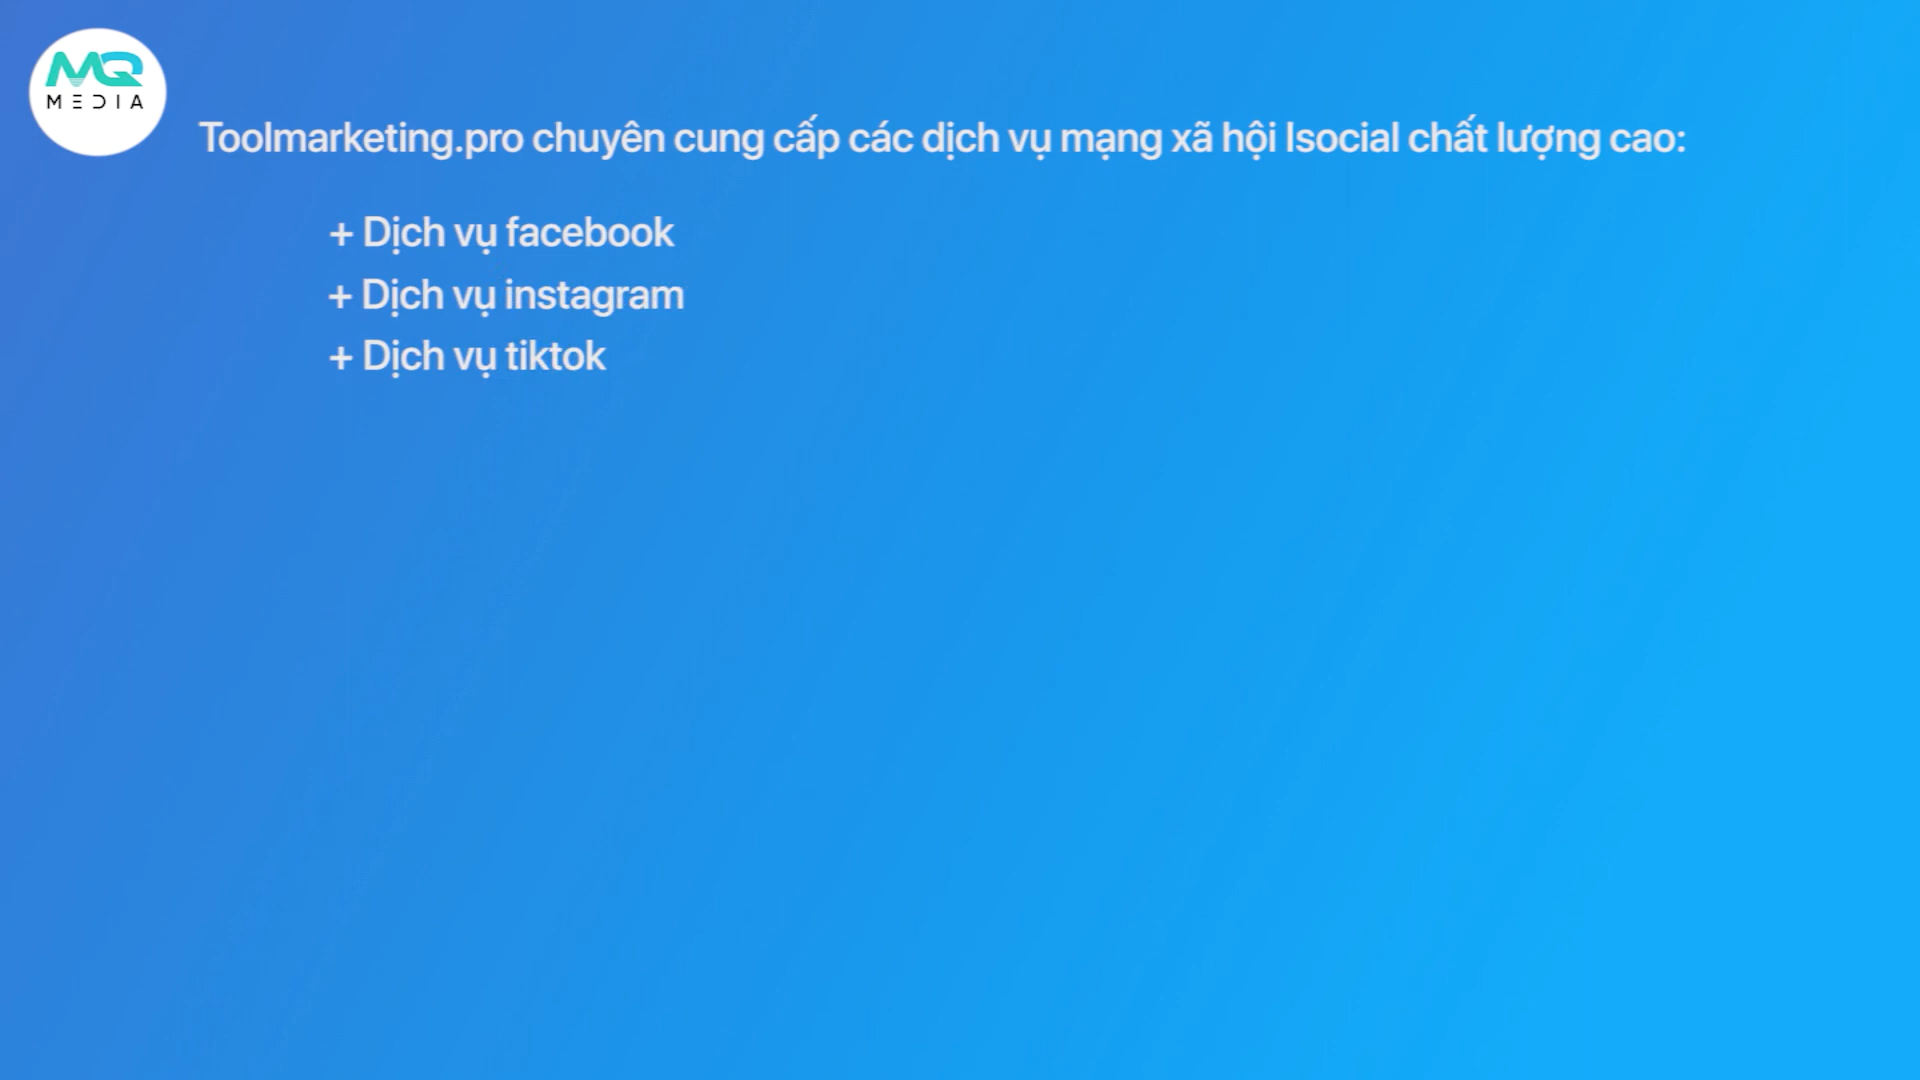 MQ
MEDIA
Toolmarketing.pro chuyên cung cấp các dịch vụ mạng xã hội Isocial chất lượng cao:
+ Dịch vụ facebook
+ Dịch vụ instagram
+ Dịch vụ tiktok